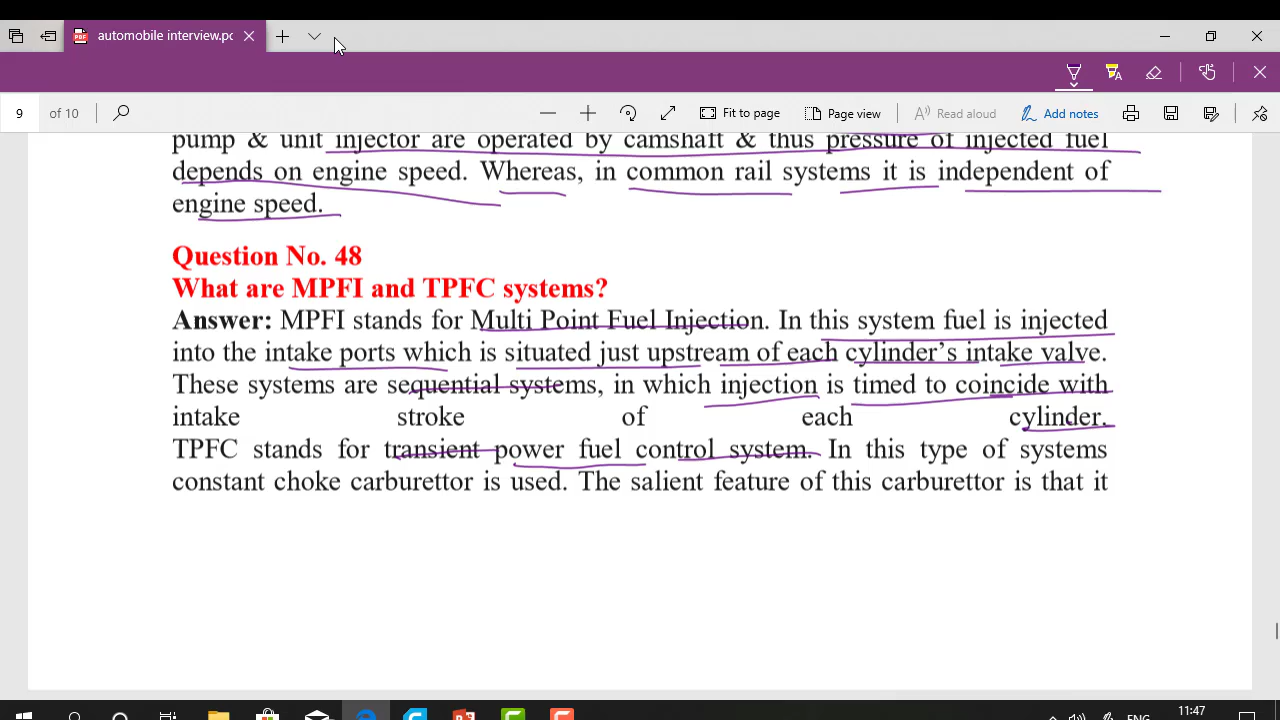 automobile interview.pc
9 of 10
Fit to page
Page view
Read aloud
Add notes
pump & unit injector are operated by camshaft & thus pressure of injected fuel
depends on engine speed. Whereas, in common rail systems it is independent of
engine speed.
Question No. 48
What are MPFI and TPFC systems?
Answer: MPFI stands for Multi Point Fuel Injection. In this system fuel is injected
into the intake ports which is situated just upstream of each cylinder's intake valve.
These systems are sequential systems, in which injection is timed to coincide with
intake stroke of each cylinder.
TPFC stands for transient power fuel control system. In this type of systems
constant choke carburettor is used. The salient feature of this carburettor is that it
11:47
ENG